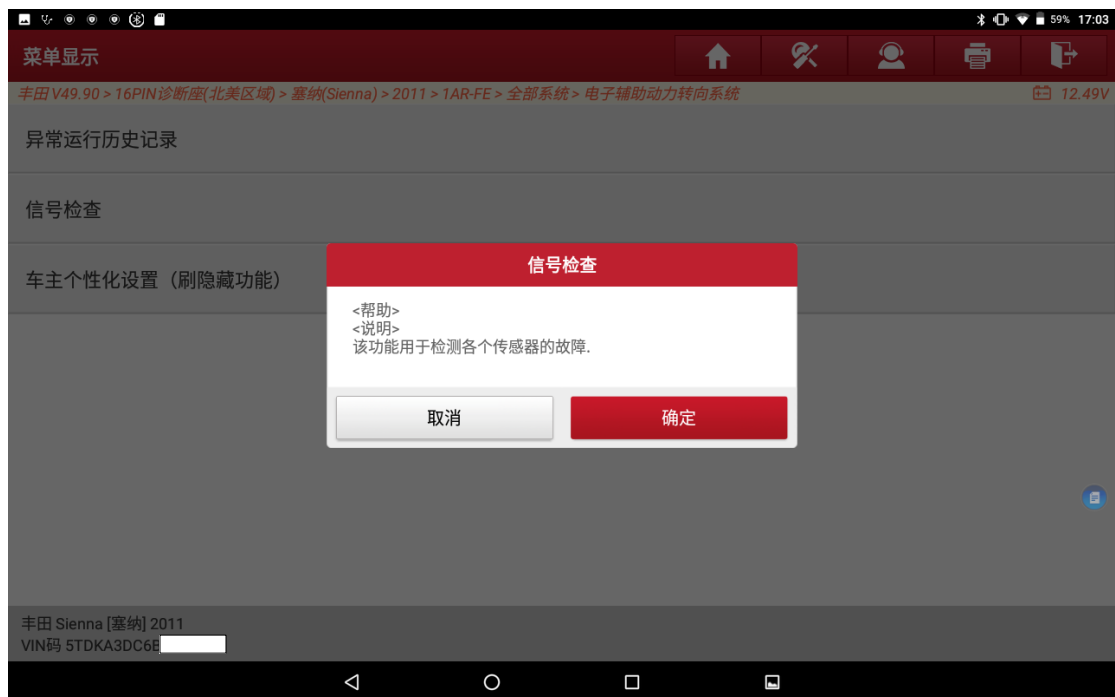 59% 17:03
菜单显示
丰田 V49.90 > 16PIN诊断座(北美区域) > 塞纳(Sienna) > 2011 > 1AR-FE > 全部系统 > 电子辅助动力转向系统 12.49V
异常运行历史记录
信号检查
车主个性化设置（刷隐藏功能）
信号检查
<帮助>
<说明>
该功能用于检测各个传感器的故障.
取消 确定
丰田 Sienna [塞纳] 2011
VIN码 5TDKA3DC6